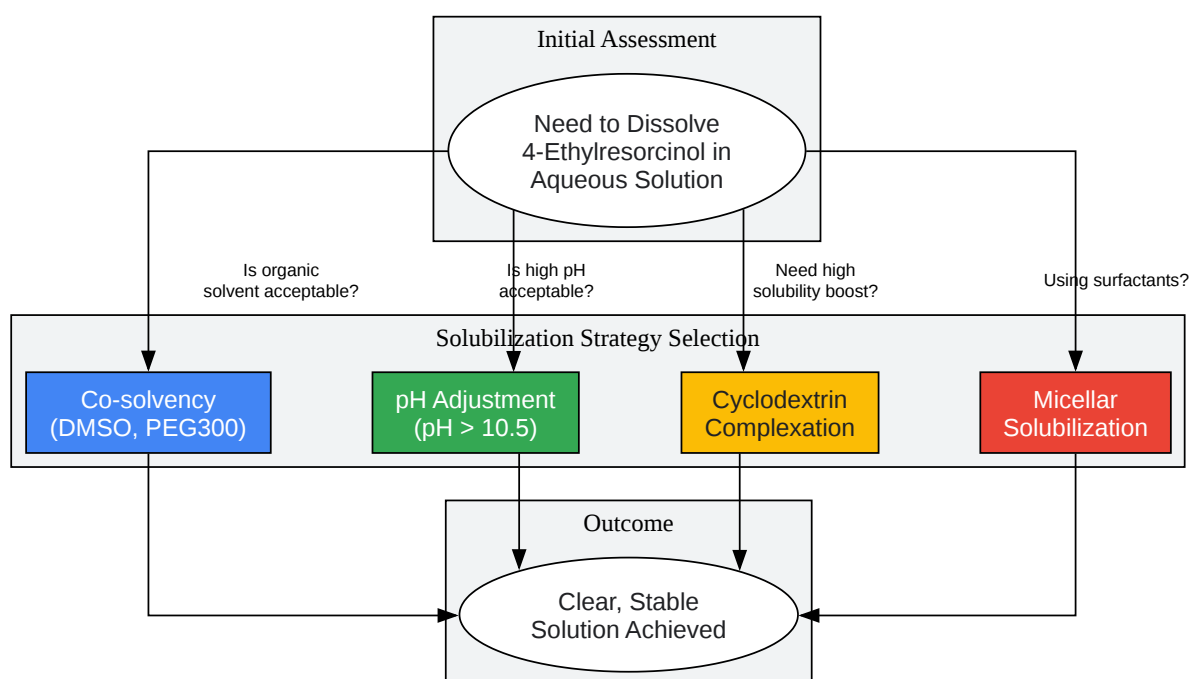 Initial Assessment
Need to Dissolve
4-Ethylresorcinol in
Aqueous Solution
Is organic
solvent acceptable?
Is high pH
acceptable?
Need high
solubility boost?
Using surfactants?
Solubilization Strategy Selection
Co-solvency
(DMSO, PEG300)
pH Adjustment
(pH > 10.5)
Cyclodextrin
Complexation
Micellar
Solubilization
Outcome
Clear, Stable
Solution Achieved